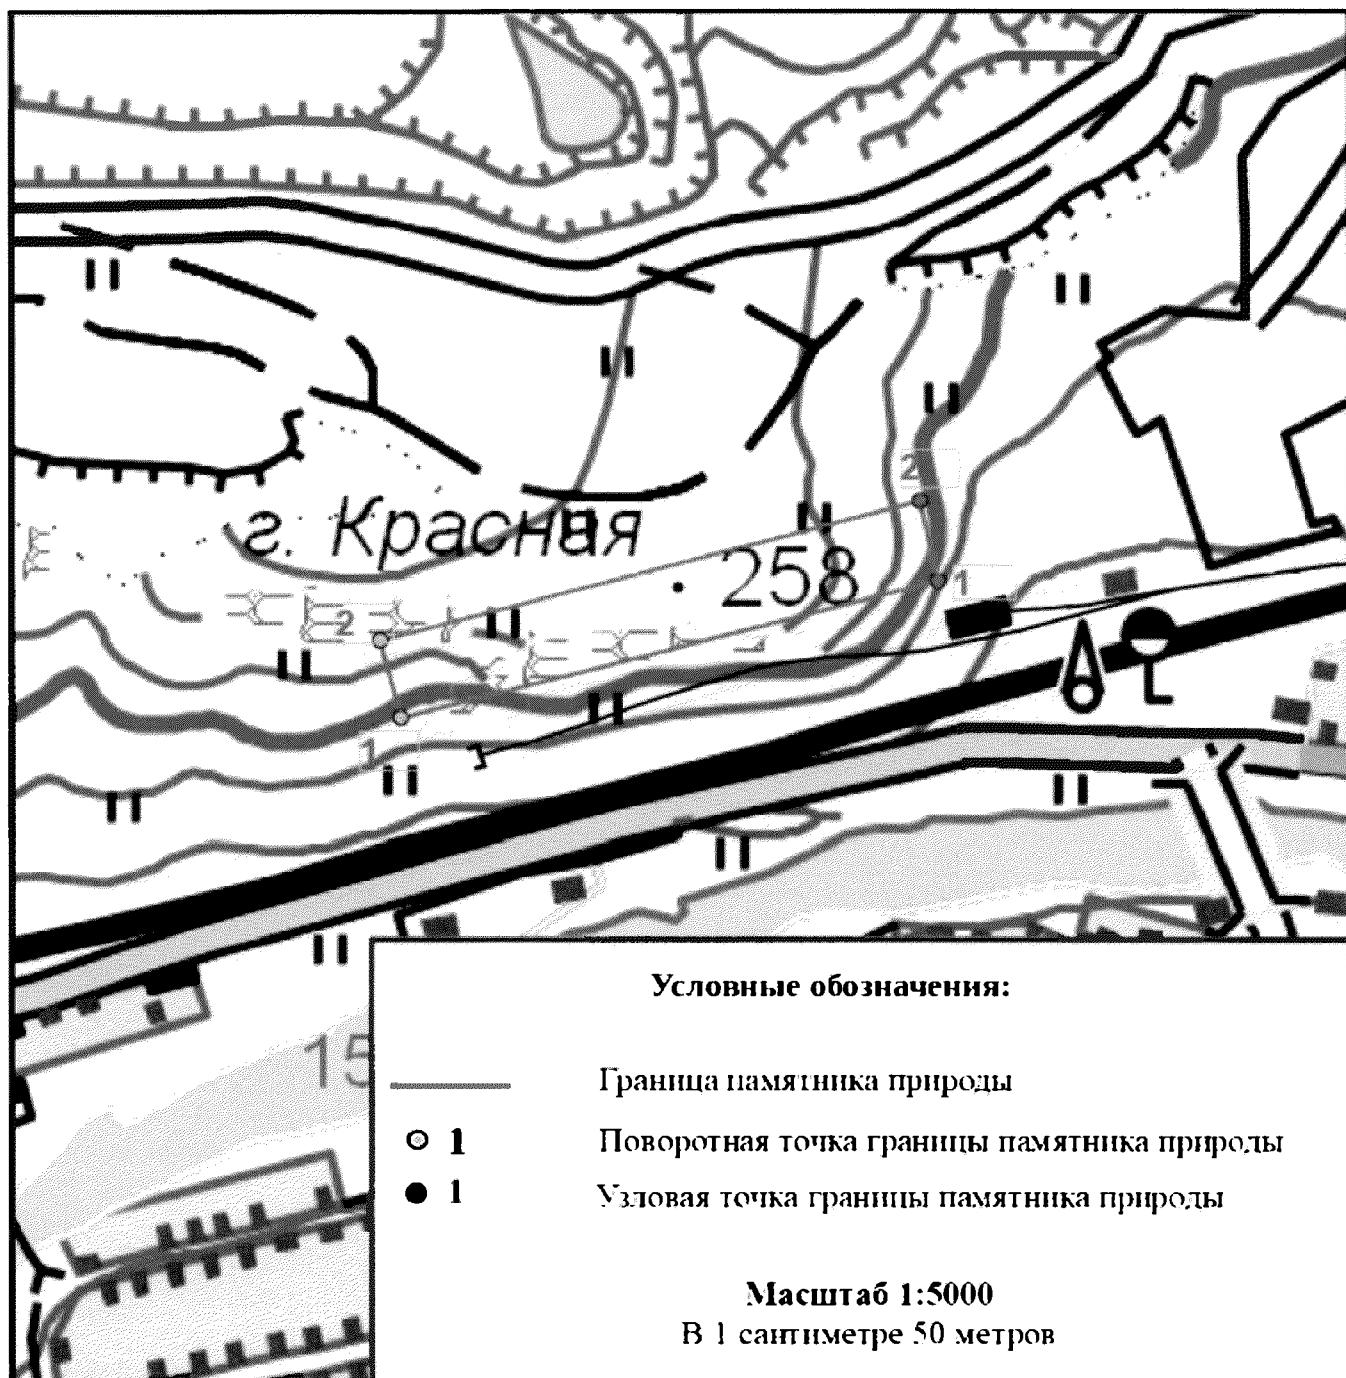 2
г. Красная
258
1
2
1
15
Условные обозначения:
Граница памятника природы
1 Поворотная точка границы памятника природы
1 Узловая точка границы памятника природы
Масштаб 1:5000
В 1 сантиметре 50 метров